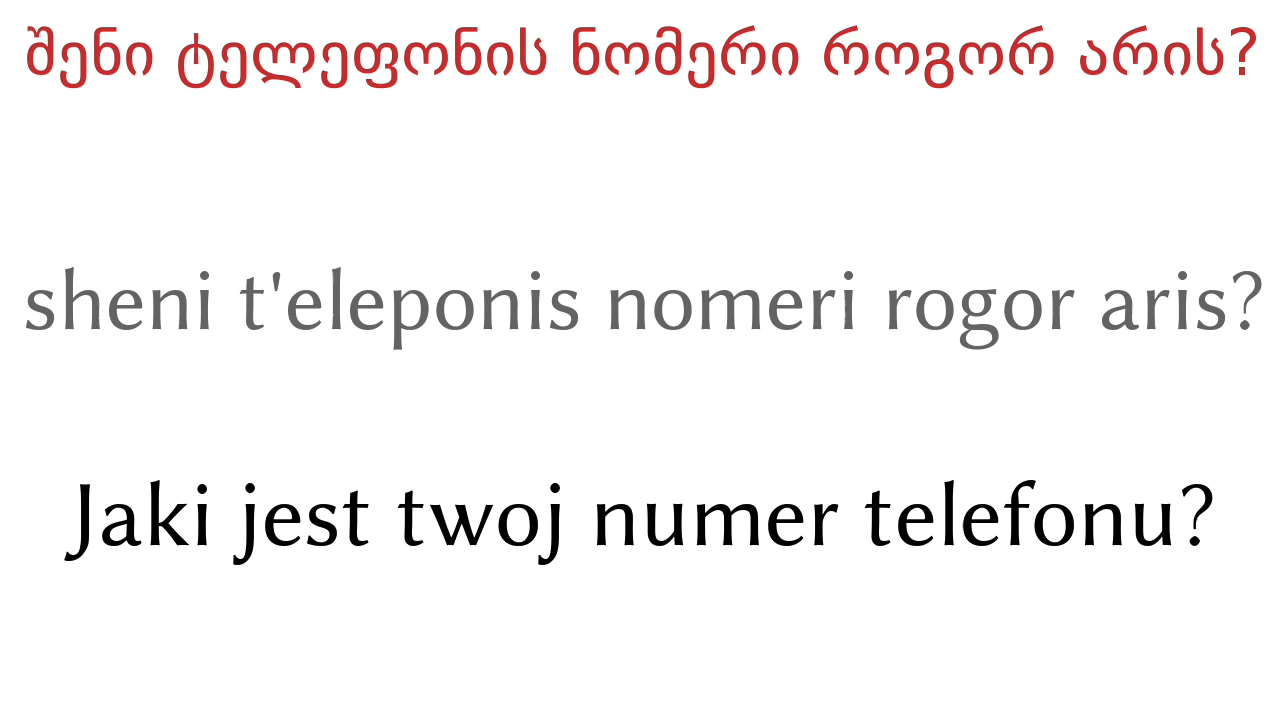 შენი ტელეფონის ნომერი როგორ არის?
sheni t'eleponis nomeri rogor aris?
Jaki jest twoj numer telefonu?